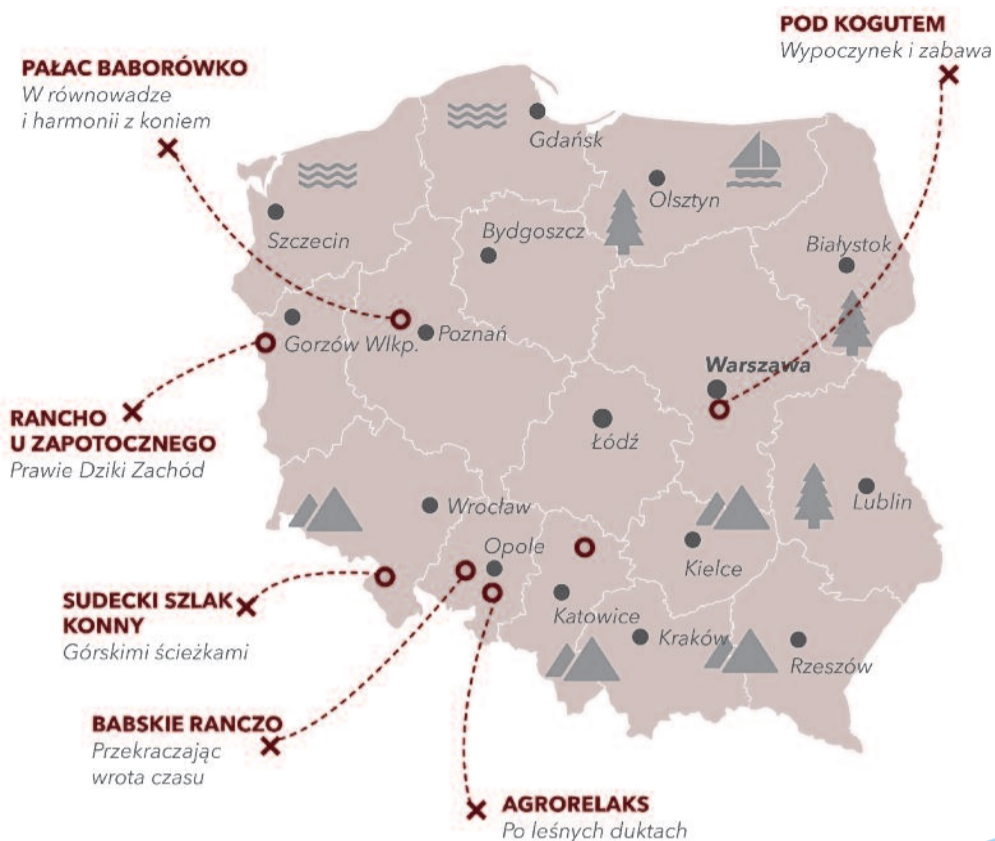 POD KOGUTEM
Wypoczynek i zabawa
PAŁAC BABORÓWKO
W równowadze
i harmonii z koniem
Gdańsk
Olsztyn
Szczecin
Bydgoszcz
Białystok
Gorzów Wlkp.
Poznań
Warszawa
RANCHO
U ZAPOTOCZNEGO
Prawie Dziki Zachód
Łódź
Wrocław
Lublin
Opole
Kielce
SUDECKI SZLAK
KONNY
Górskimi ścieżkami
Katowice
Kraków
Rzeszów
BABSKIE RANCZO
Przekraczając
wrota czasu
AGRORELAKS
Po leśnych duktach